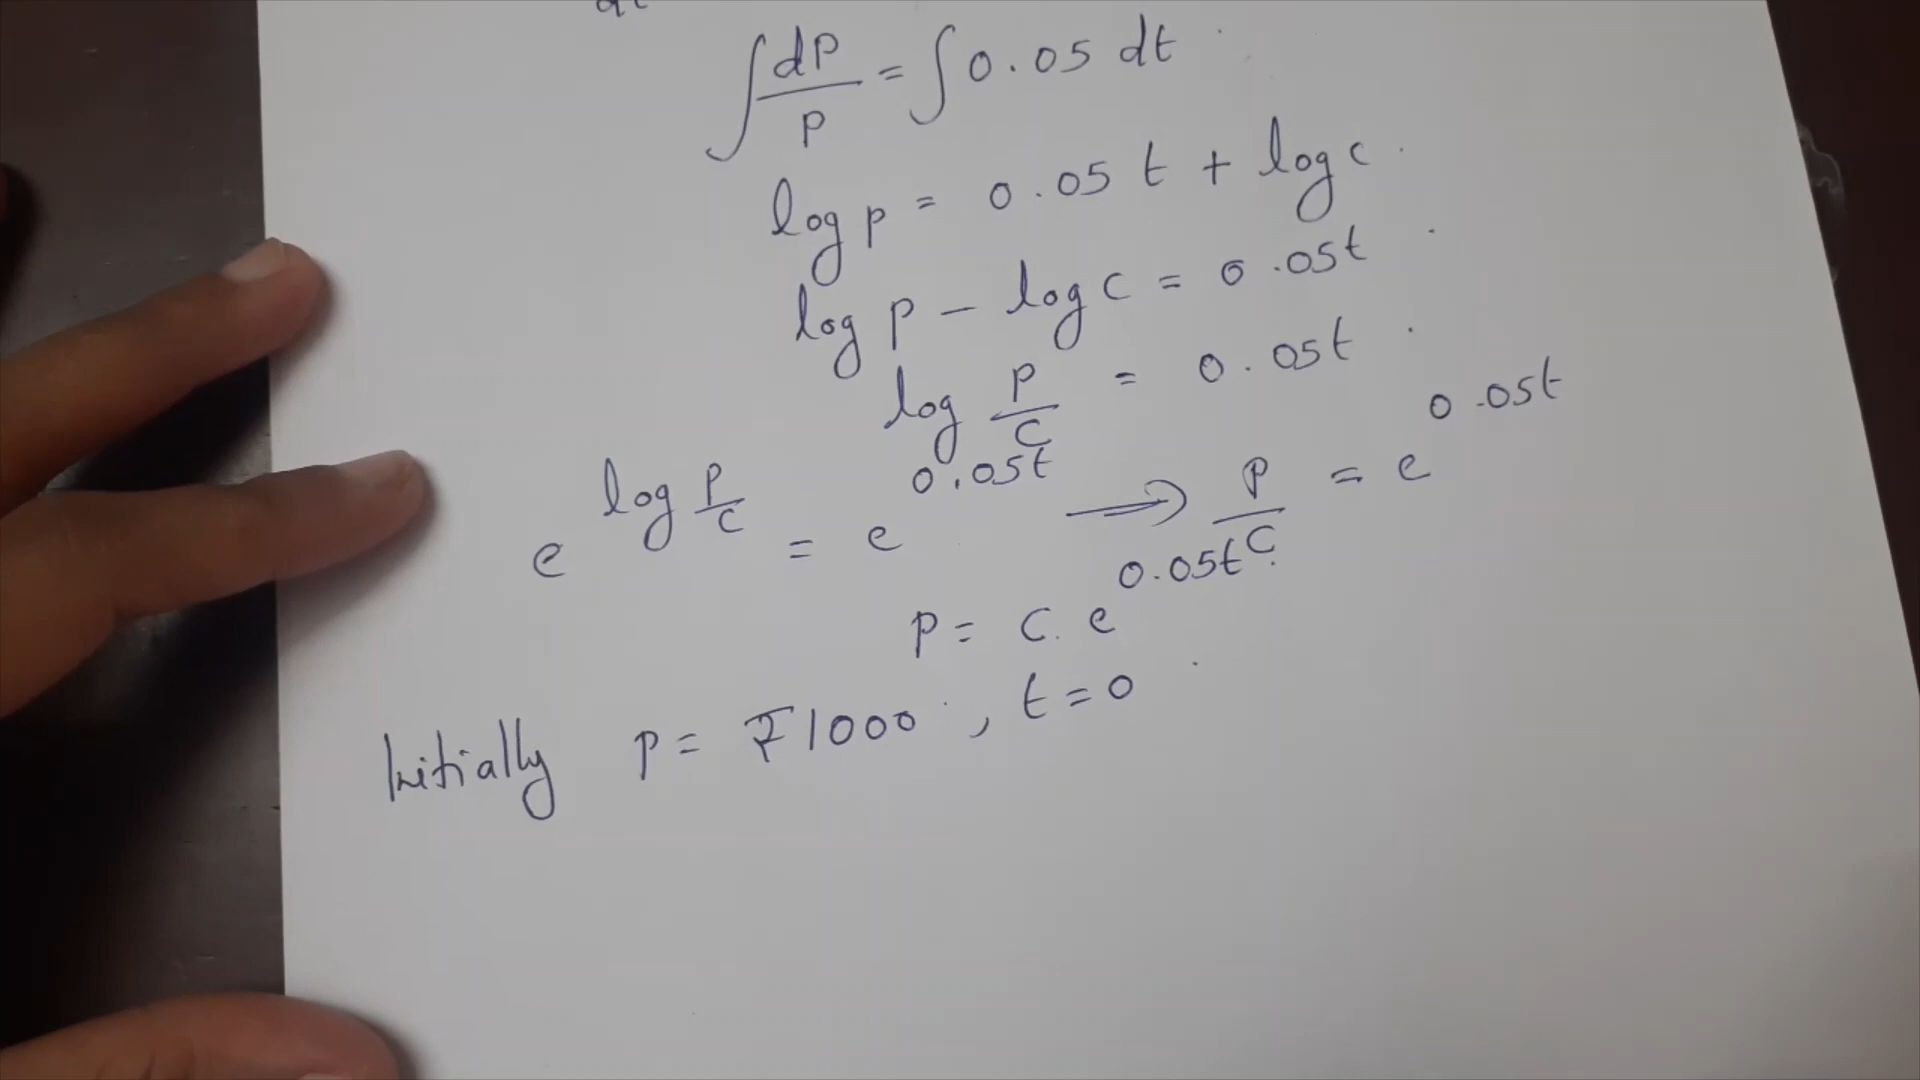 ∫ dP/P = ∫ 0.05 dt
log P = 0.05 t + log c
log P - log c = 0.05t
log P/C = 0.05t
e^(log P/C) = e^(0.05t) ⟹ P/C = e^(0.05t)
P = C. e^(0.05t)
Initially P = ₹1000, t=0